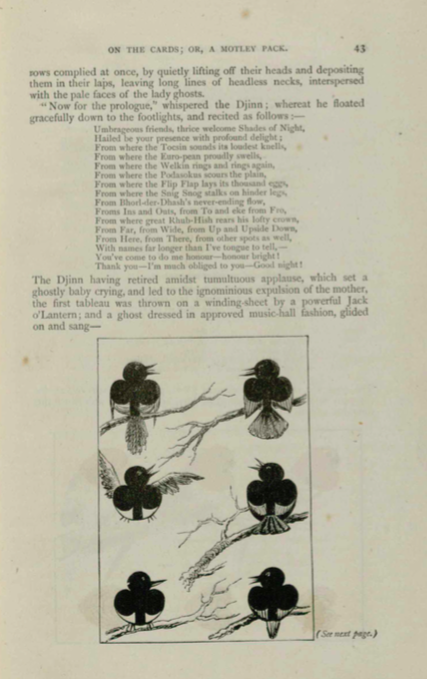 ON THE CARDS; OR, A MOTLEY PACK. 43
rows complied at once, by quietly lifting off their heads and depositing
them in their laps, leaving long lines of headless necks, interspersed
with the pale faces of the lady ghosts.
"Now for the prologue," whispered the Djinn; whereat he floated
gracefully down to the footlights, and recited as follows:—
Umbrageous friends, thrice welcome Shades of Night,
Hailed be your presence with profound delight;
From where the Tocsin sounds its loudest knells,
From where the Euro-pean proudly swells,
From where the Welkin rings and rings again,
From where the Podasokus scours the plain,
From where the Flip Flap lays its thousand eggs,
From where the Snig Snog stalks on hinder legs,
From Bhorl-der-Dhash's never-ending flow,
Froms Ins and Outs, from To and eke from Fro,
From where great Khub-Hish rears his lofty crown,
From Far, from Wide, from Up and Upside Down,
From Here, from There, from other spots as well,
With names far longer than I've tongue to tell,—
You've come to do me honour—honour bright!
Thank you—I'm much obliged to you—Good night!
The Djinn having retired amidst tumultuous applause, which set a
ghostly baby crying, and led to the ignominious expulsion of the mother,
the first tableau was thrown on a winding-sheet by a powerful Jack
o'Lantern; and a ghost dressed in approved music-hall fashion, glided
on and sang—
(See next page.)